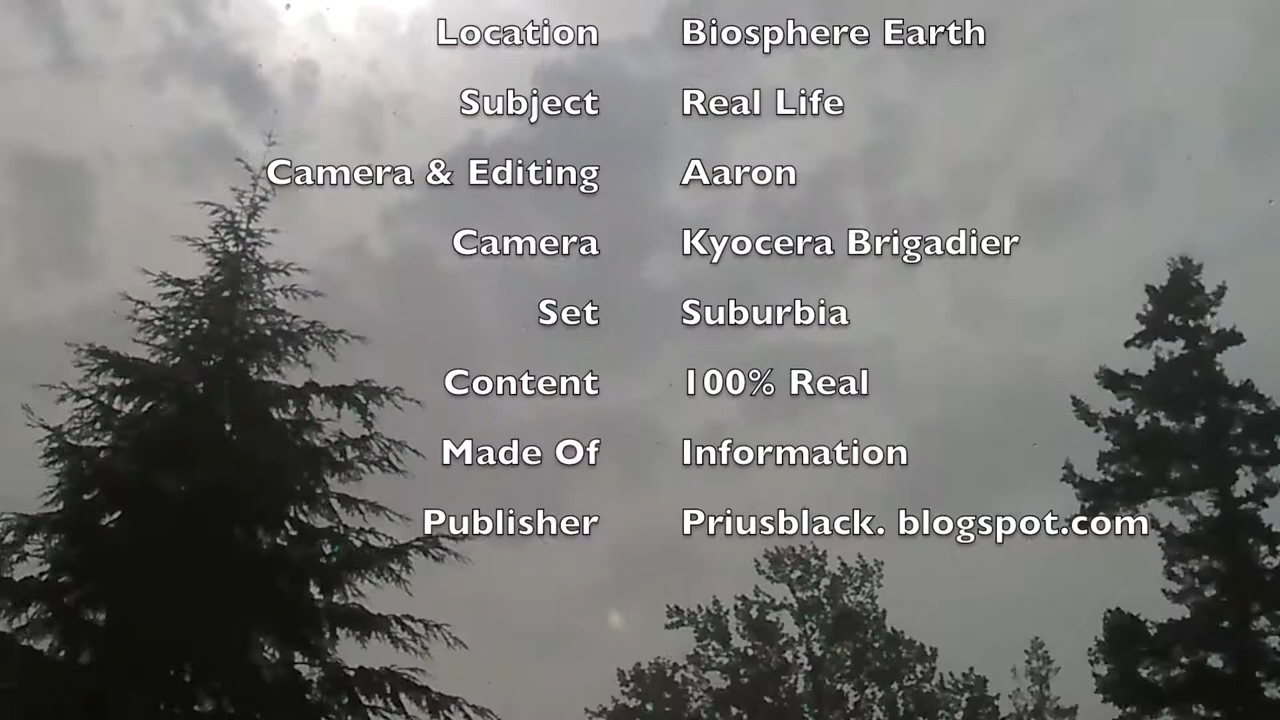 Location Biosphere Earth
Subject Real Life
Camera & Editing Aaron
Camera Kyocera Brigadier
Set Suburbia
Content 100% Real
Made Of Information
Publisher Priusblack. blogspot.com